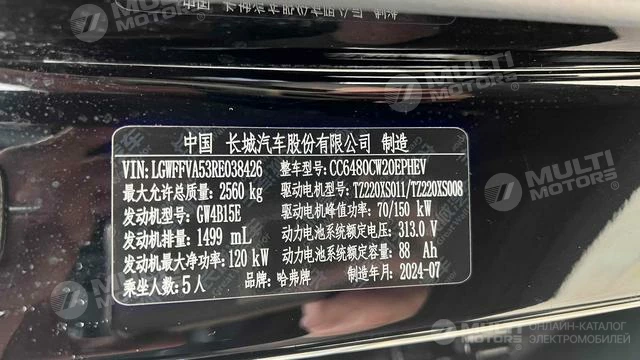 中国 长城汽车股份有限公司 制造
VIN: LGWFFVA53RE038426 整车型号: CC6480CW20EPHEV
最大允许总质量: 2560 kg 驱动电机型号: TZ220XS011/TZ220XS008
发动机型号: GW4B15E 驱动电机峰值功率: 70/150 kW
发动机排量: 1499 mL 动力电池系统额定电压: 313.0 V
发动机最大净功率: 120 kW 动力电池系统额定容量: 88 Ah
乘坐人数: 5 人 品牌: 哈弗牌 制造年月: 2024-07
MULTI MOTORS
MULTI MOTORS
MULTI MOTORS
ОНЛАЙН-КАТАЛОГ
ЭЛЕКТРОМОБИЛЕЙ